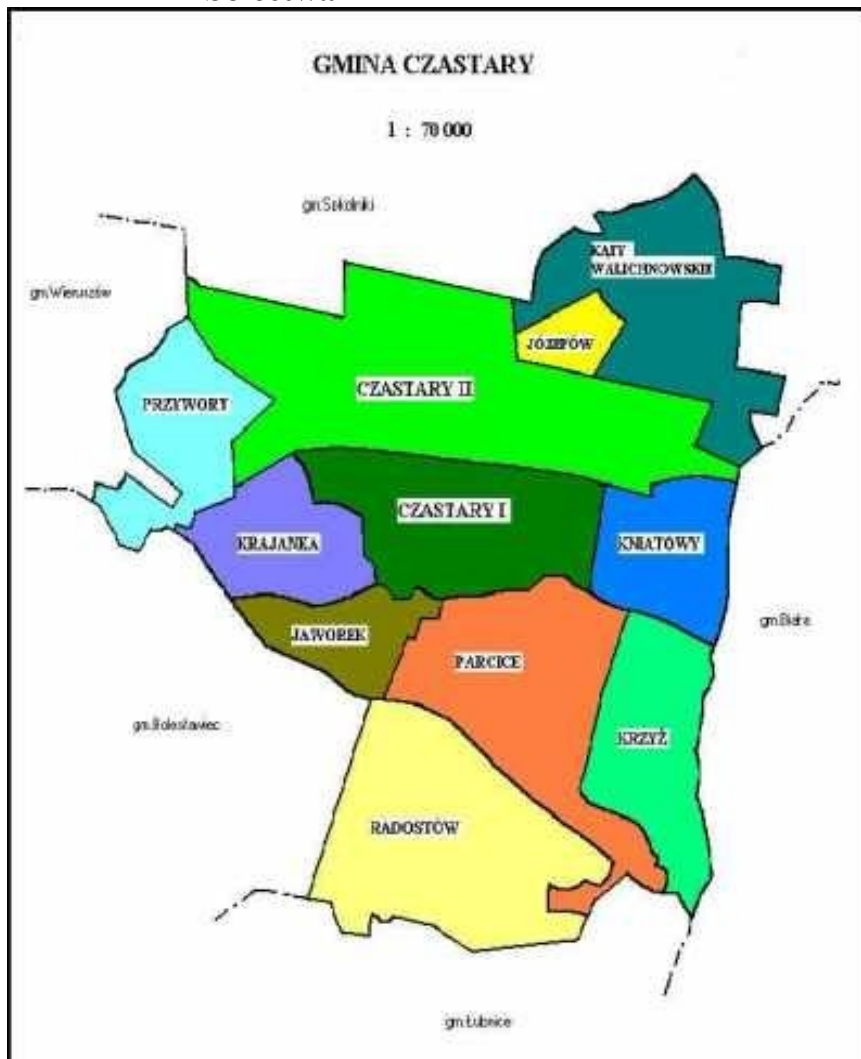 GMINA CZASTARY
1 : 70 000
gm.Sokolniki
KĄTY
WALICHNOWSKIE
gm.Wieruszów
JÓZEFÓW
PRZYWORY
CZASTARY II
CZASTARY I
KRAJANKA
KNIATOWY
gm.Biała
JAWOREK
PARCICE
gm.Bolesławiec
KRZYŻ
RADOSTÓW
gm.Łubnice